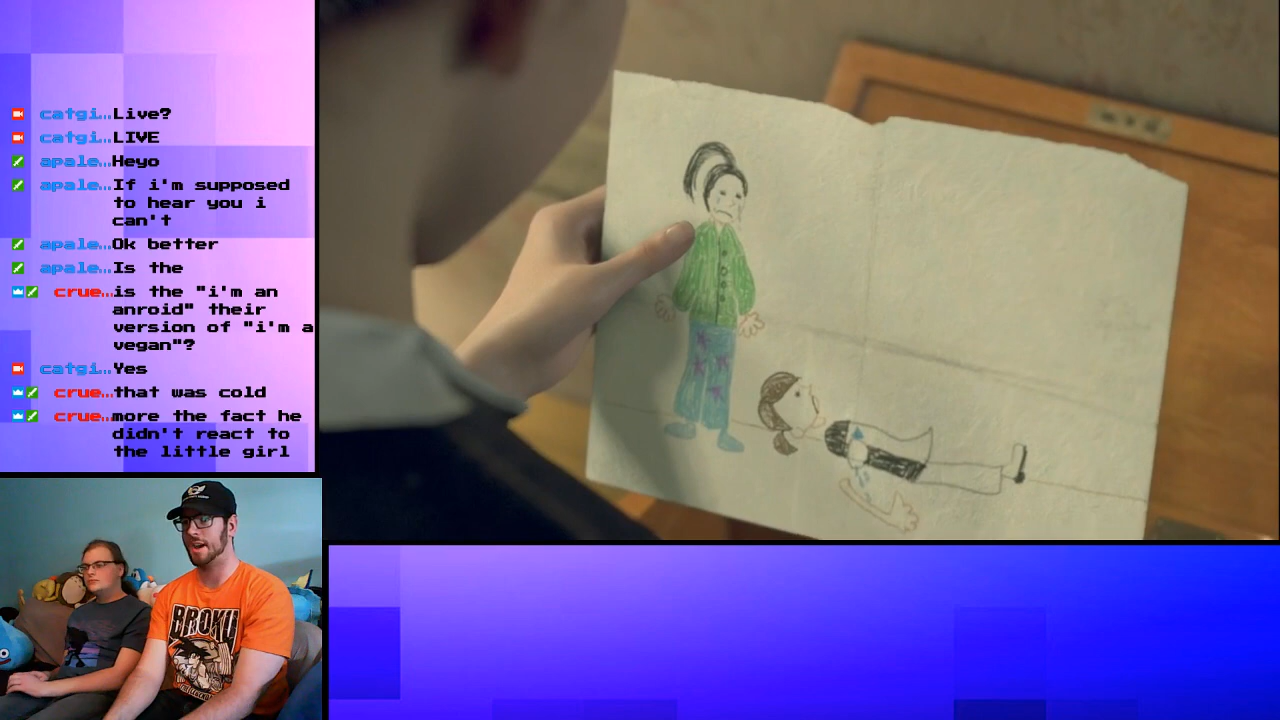 catgi...Live?
catgi...LIVE
apale...Heyo
apale...If i'm supposed
to hear you i
can't
apale...Ok better
apale...Is the
crue...is the "i'm an
anroid" their
version of "i'm a
vegan"?
catgi...Yes
crue...that was cold
crue...more the fact he
didn't react to
the little girl
BROKU